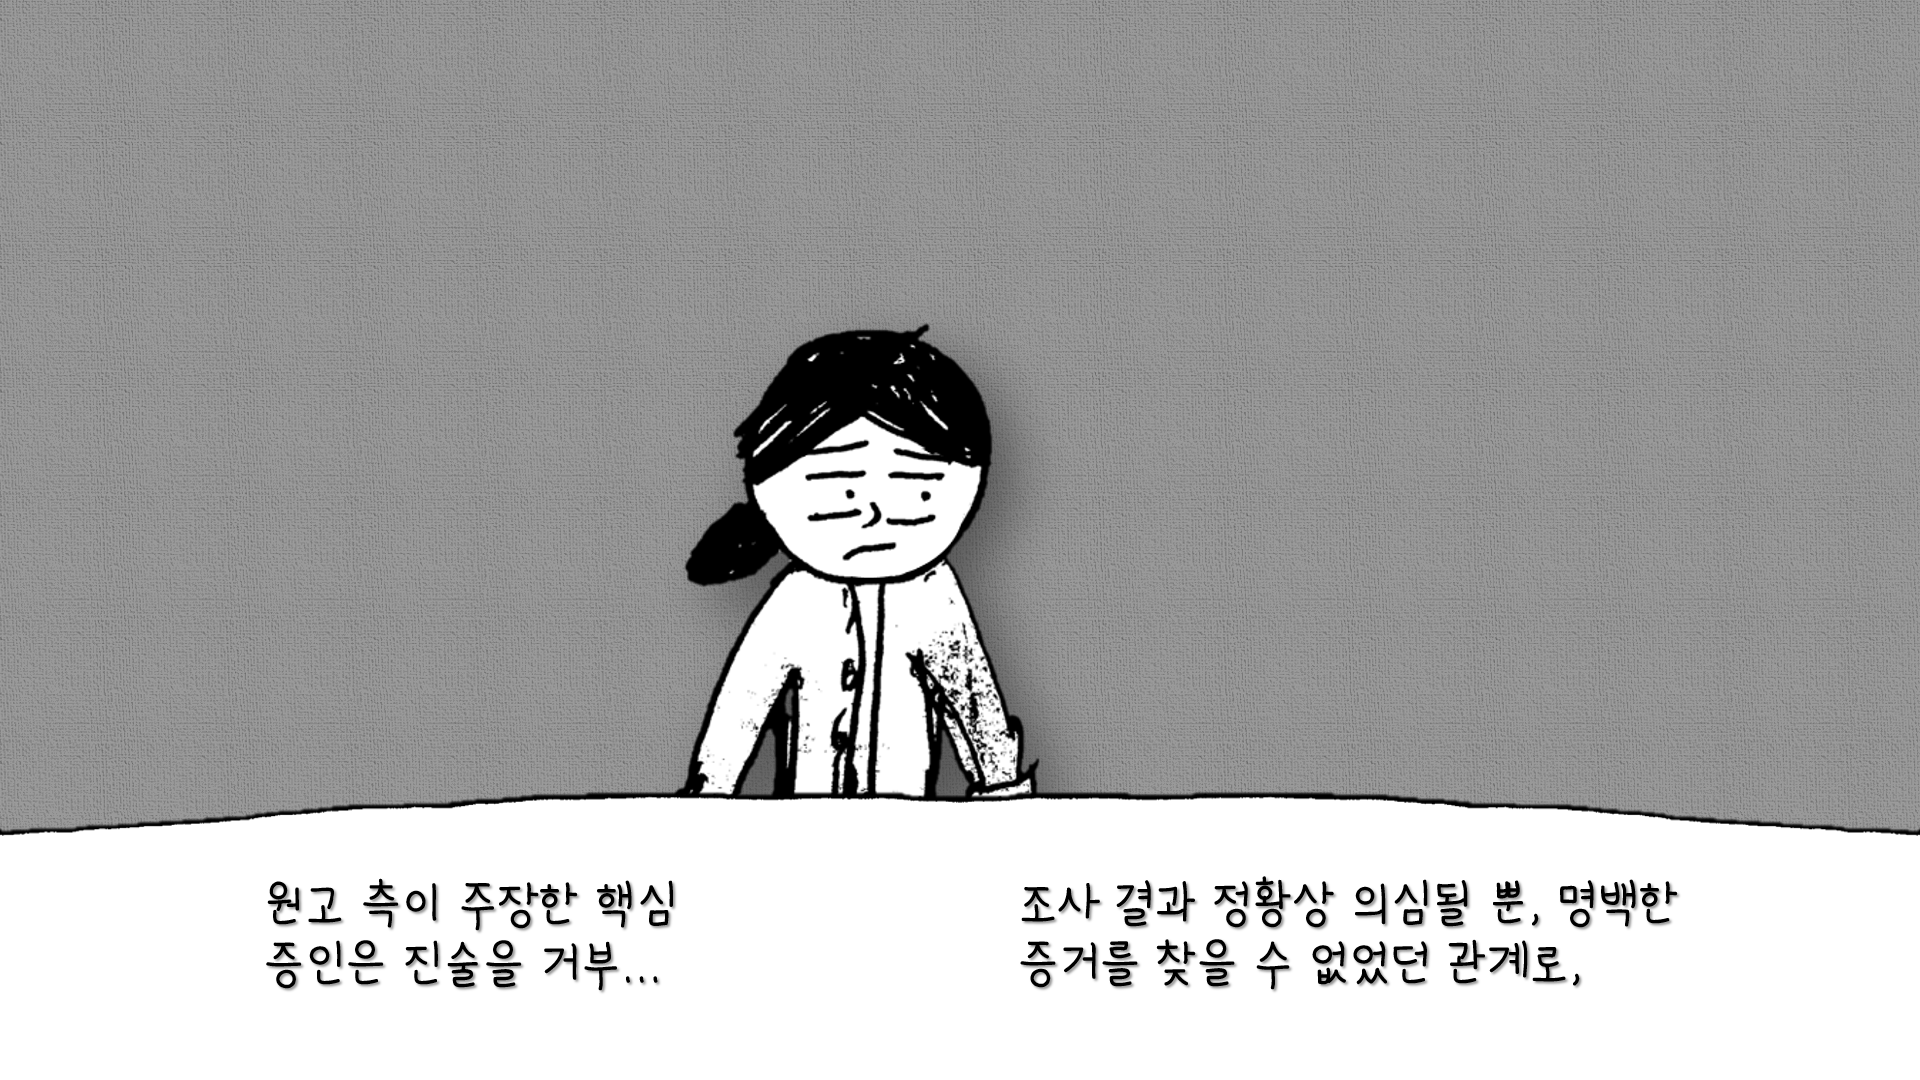 원고 측이 주장한 핵심
증인은 진술을 거부...
조사 결과 정황상 의심될 뿐, 명백한
증거를 찾을 수 없었던 관계로,